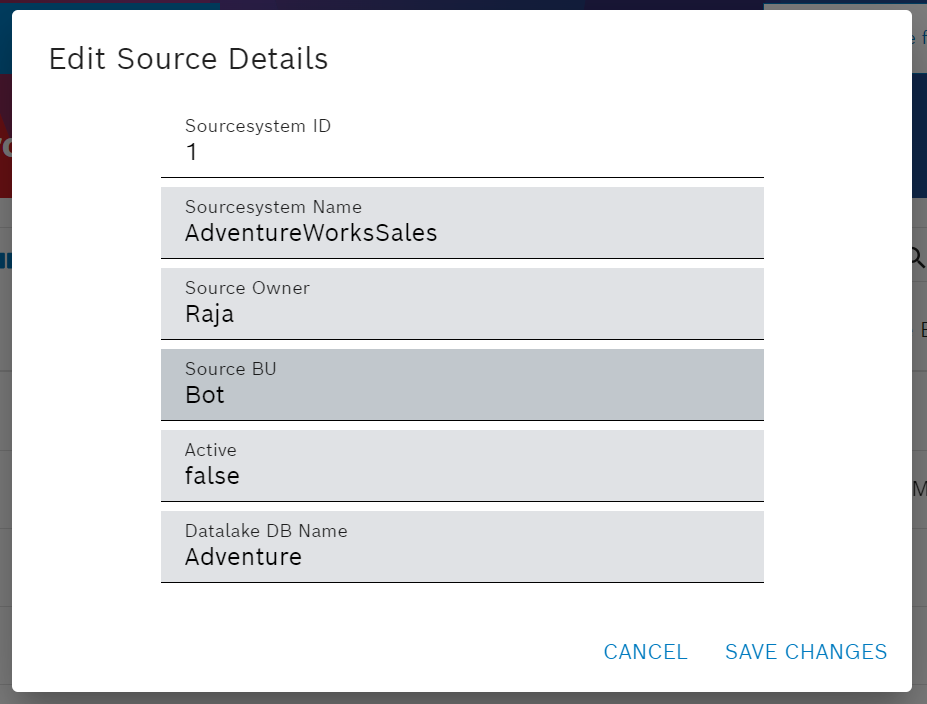 Edit Source Details
Sourcesystem ID
1
Sourcesystem Name
AdventureWorksSales
Source Owner
Raja
Source BU
Bot
Active
false
Datalake DB Name
Adventure
CANCEL SAVE CHANGES